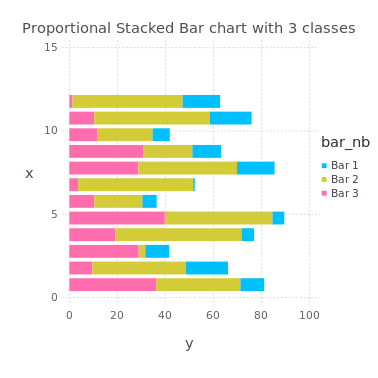 Proportional Stacked Bar chart with 3 classes
15
10
5
0
x
0 20 40 60 80 100
y
bar_nb
Bar 1
Bar 2
Bar 3